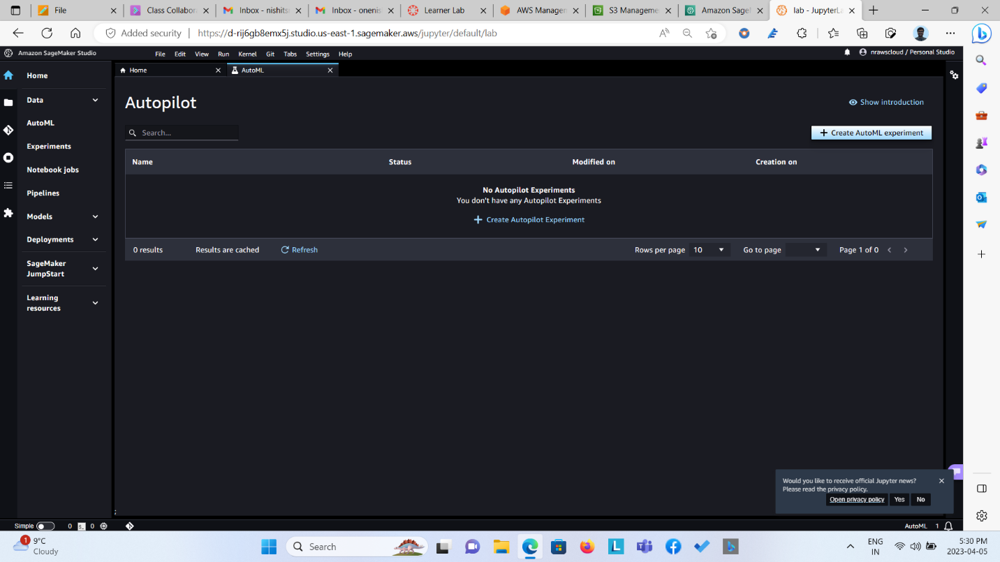 File
Class Collabora
Inbox - nishits
Inbox - onenis
Learner Lab
AWS Managen
S3 Manageme
Amazon Sagel
lab - JupyterLa
Added security
https://d-rij6gb8emx5j.studio.us-east-1.sagemaker.aws/jupyter/default/lab
Amazon SageMaker Studio
File Edit View Run Kernel Git Tabs Settings Help
nrawscloud / Personal Studio
Home
Data
AutoML
Experiments
Notebook jobs
Pipelines
Models
Deployments
SageMaker
JumpStart
Learning
resources
Home
AutoML
Autopilot
Show introduction
Search...
Create AutoML experiment
Name Status Modified on Creation on
No Autopilot Experiments
You don't have any Autopilot Experiments
Create Autopilot Experiment
0 results Results are cached Refresh Rows per page 10 Go to page Page 1 of 0
Would you like to receive official Jupyter news?
Please read the privacy policy.
Open privacy policy Yes No
;
Simple 0 $_ 0 AutoML 1
1
9°C
Cloudy
Search
ENG
IN
5:30 PM
2023-04-05